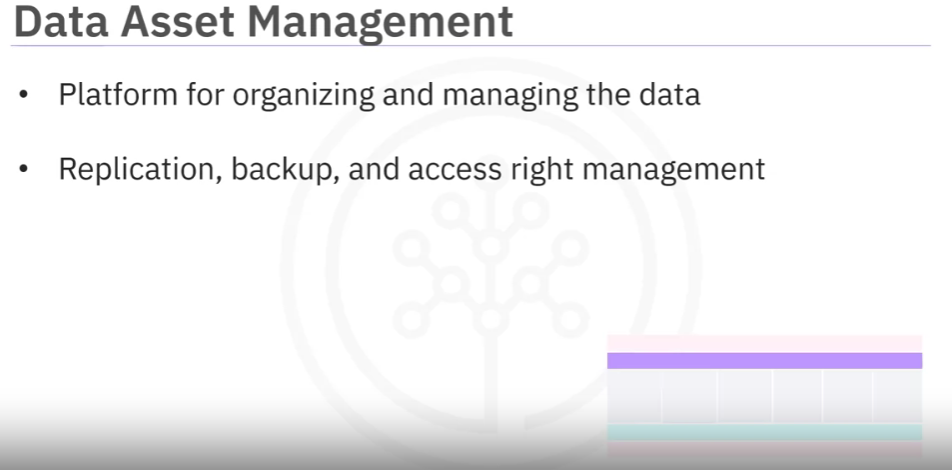 Data Asset Management
• Platform for organizing and managing the data
• Replication, backup, and access right management